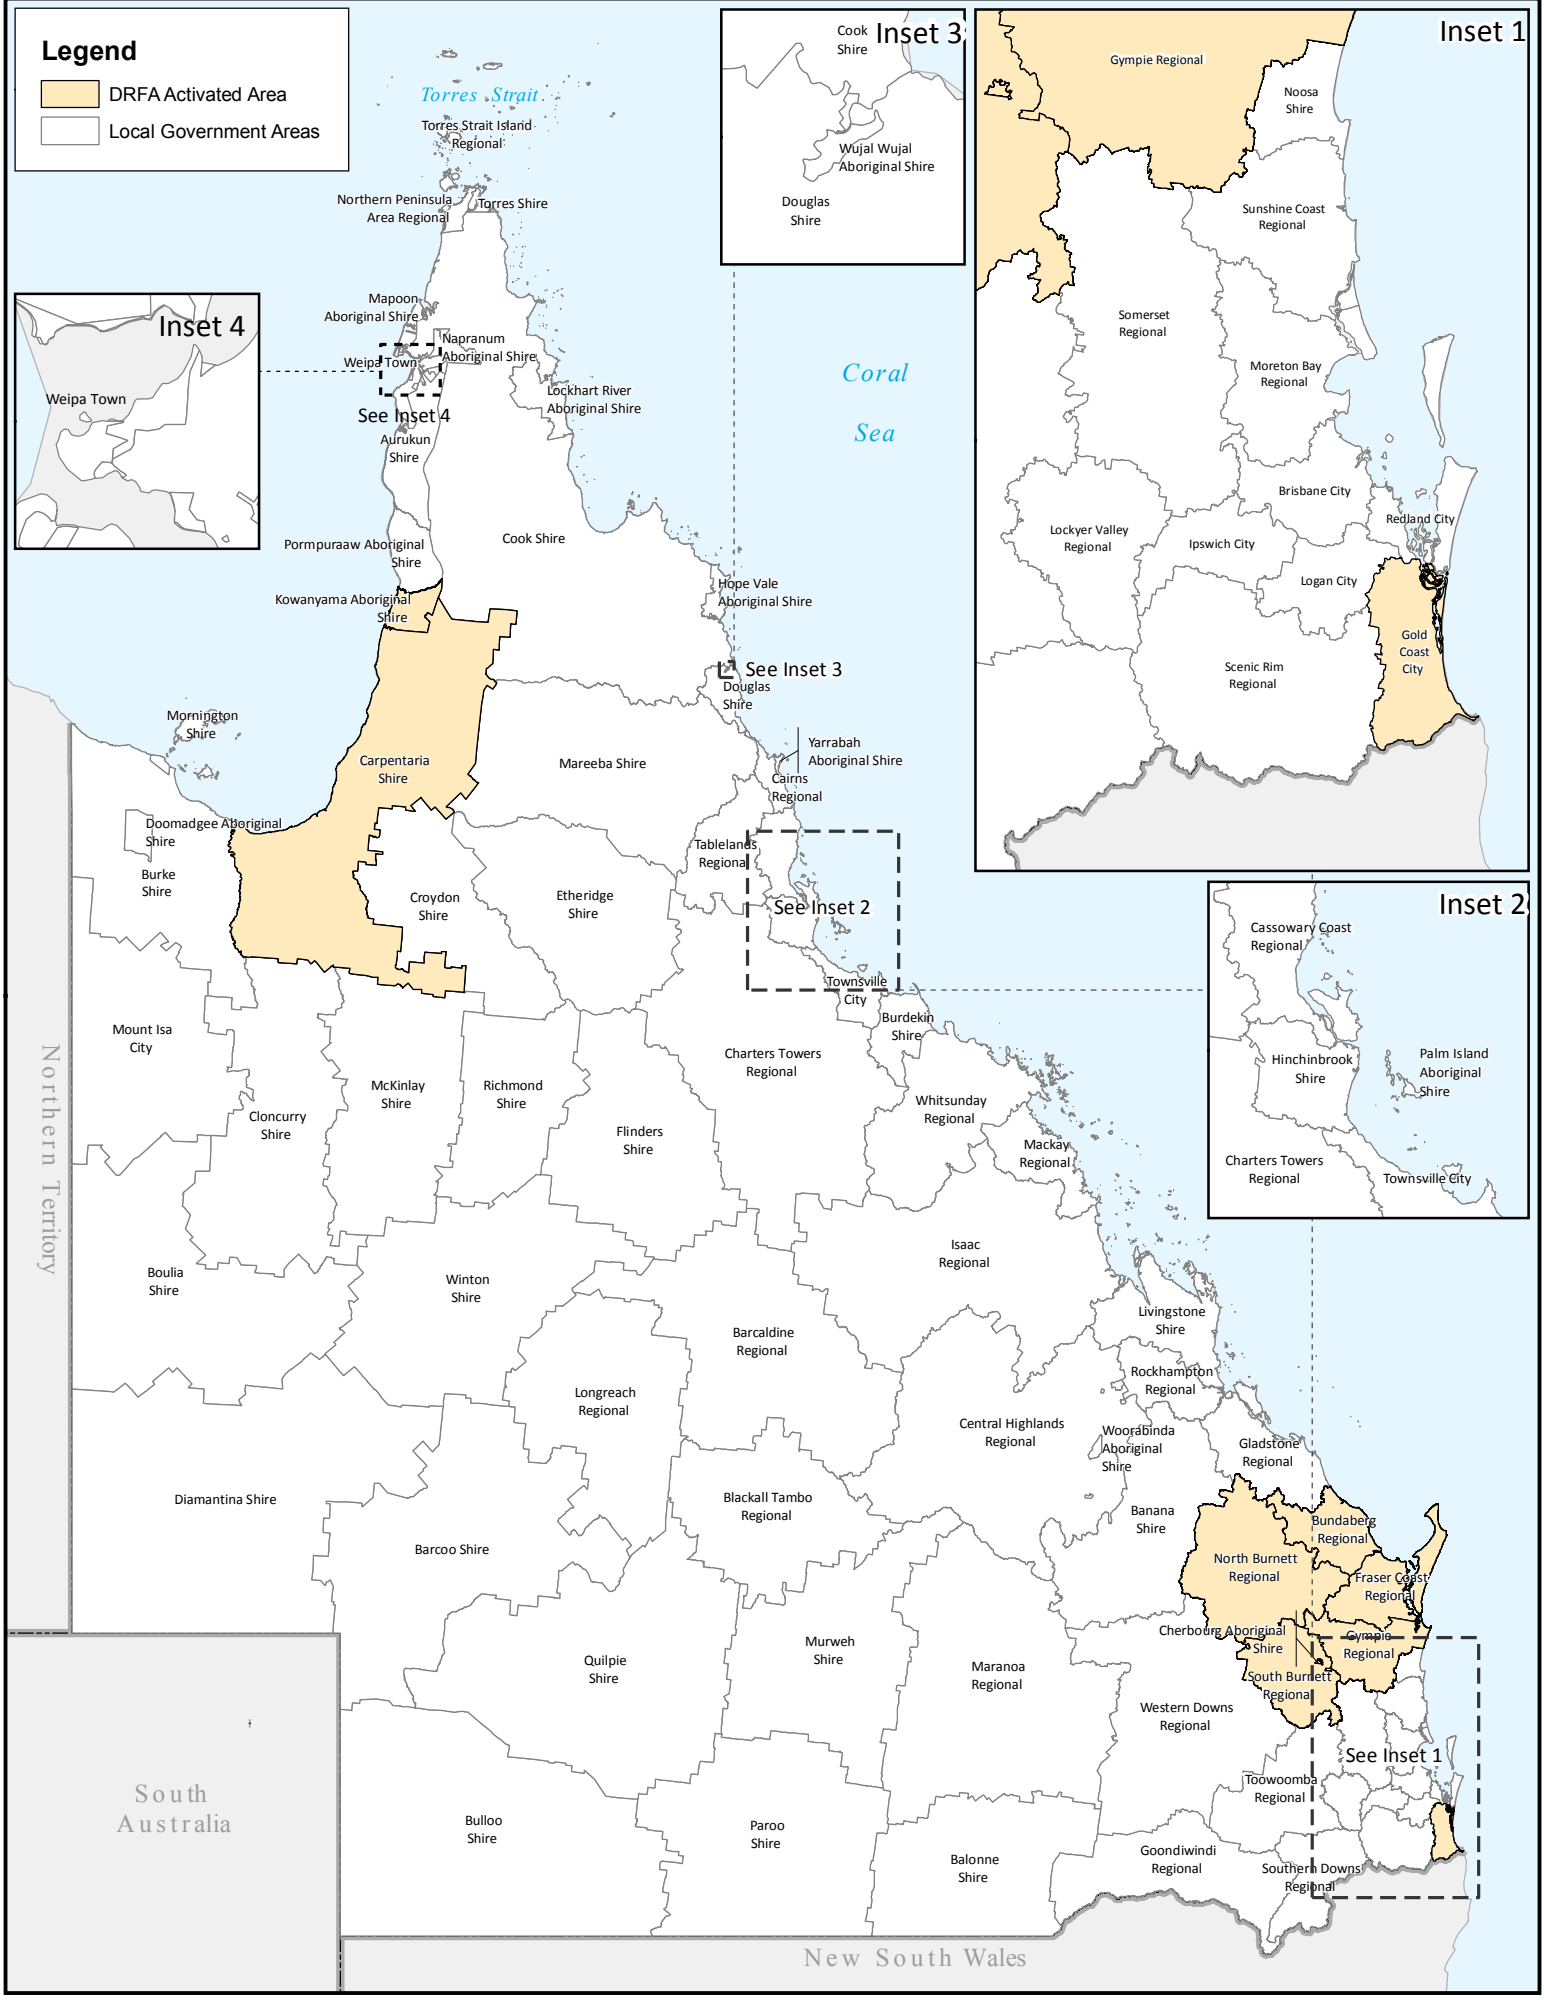 Legend
DRFA Activated Area
Local Government Areas
Inset 3
Cook
Shire
Wujal Wujal
Aboriginal Shire
Douglas
Shire
Inset 1
Gympie Regional
Noosa
Shire
Sunshine Coast
Regional
Somerset
Regional
Moreton Bay
Regional
Brisbane City
Redland City
Lockyer Valley
Regional
Ipswich City
Logan City
Gold
Coast
City
Scenic Rim
Regional
Inset 4
Weipa Town
Inset 2
Cassowary Coast
Regional
Hinchinbrook
Shire
Palm Island
Aboriginal
Shire
Charters Towers
Regional
Townsville City
Torres Strait
Torres Strait Island
Regional
Northern Peninsula
Area Regional
Torres Shire
Mapoon
Aboriginal Shire
Napranum
Aboriginal Shire
Weipa Town
See Inset 4
Lockhart River
Aboriginal Shire
Aurukun
Shire
Coral
Sea
Cook Shire
Pormpuraaw Aboriginal
Shire
Hope Vale
Aboriginal Shire
Kowanyama Aboriginal
Shire
See Inset 3
Douglas
Shire
Mornington
Shire
Carpentaria
Shire
Mareeba Shire
Yarrabah
Aboriginal Shire
Cairns
Regional
Doomadgee Aboriginal
Shire
Tablelands
Regional
Burke
Shire
Croydon
Shire
Etheridge
Shire
See Inset 2
Townsville
City
Burdekin
Shire
Mount Isa
City
Charters Towers
Regional
McKinlay
Shire
Richmond
Shire
Cloncurry
Shire
Flinders
Shire
Whitsunday
Regional
Mackay
Regional
Northern Territory
Boulia
Shire
Winton
Shire
Isaac
Regional
Livingstone
Shire
Barcaldine
Regional
Rockhampton
Regional
Longreach
Regional
Central Highlands
Regional
Woorabinda
Aboriginal
Shire
Gladstone
Regional
Diamantina Shire
Blackall Tambo
Regional
Banana
Shire
Bundaberg
Regional
Barcoo Shire
North Burnett
Regional
Fraser Coast
Regional
Cherbourg Aboriginal
Shire
Gympie
Regional
Quilpie
Shire
Murweh
Shire
Maranoa
Regional
South Burnett
Regional
Western Downs
Regional
See Inset 1
Toowoomba
Regional
South
Australia
Bulloo
Shire
Paroo
Shire
Balonne
Shire
Goondiwindi
Regional
Southern Downs
Regional
New South Wales